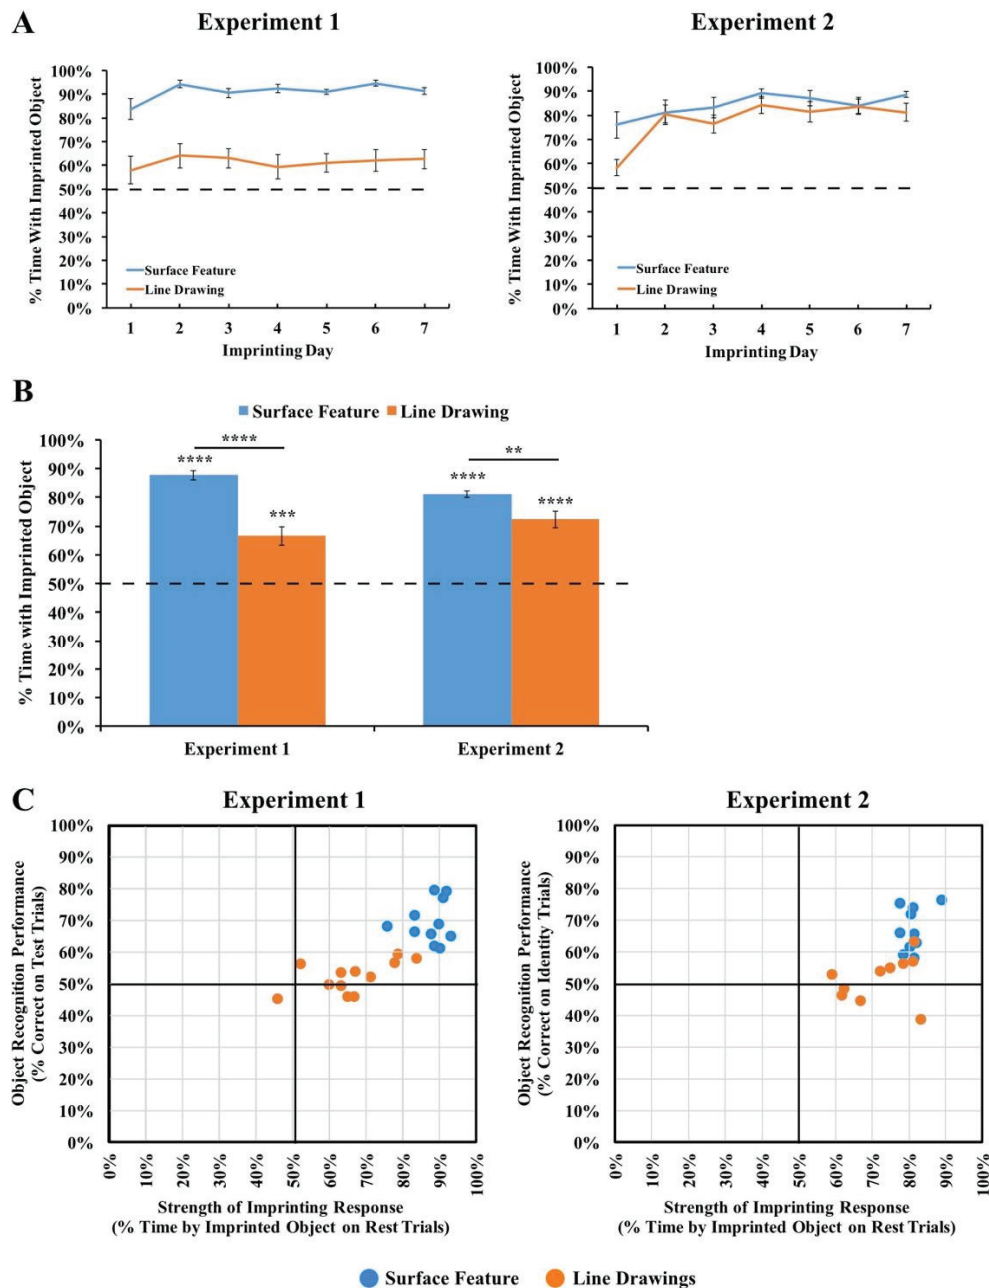 A
Experiment 1
Experiment 2
% Time With Imprinted Object
100%
90%
80%
70%
60%
50%
40%
30%
20%
10%
0%
Surface Feature
Line Drawing
1 2 3 4 5 6 7
Imprinting Day
% Time With Imprinted Object
100%
90%
80%
70%
60%
50%
40%
30%
20%
10%
0%
Surface Feature
Line Drawing
1 2 3 4 5 6 7
Imprinting Day
B
Surface Feature Line Drawing
% Time with Imprinted Object
100%
90%
80%
70%
60%
50%
40%
30%
20%
10%
0%
****
****
***
**
****
****
Experiment 1 Experiment 2
C
Experiment 1
Experiment 2
Object Recognition Performance
(% Correct on Test Trials)
100%
90%
80%
70%
60%
50%
40%
30%
20%
10%
0%
0% 10% 20% 30% 40% 50% 60% 70% 80% 90% 100%
Strength of Imprinting Response
(% Time by Imprinted Object on Rest Trials)
Object Recognition Performance
(% Correct on Identity Trials)
100%
90%
80%
70%
60%
50%
40%
30%
20%
10%
0%
0% 10% 20% 30% 40% 50% 60% 70% 80% 90% 100%
Strength of Imprinting Response
(% Time by Imprinted Object on Rest Trials)
Surface Feature Line Drawings